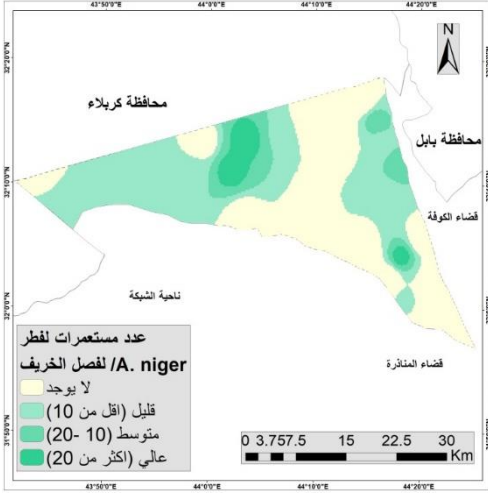 43°50'0"E 44°0'0"E 44°10'0"E 44°20'0"E
N
32°20'0"N
محافظة كربلاء
محافظة بابل
32°10'0"N
قضاء الكوفة
32°0'0"N
ناحية الشبكة
قضاء المناذرة
عدد مستعمرات لفطر
A. niger/ لفصل الخريف
لا يوجد
قليل (اقل من 10)
متوسط (10 -20)
عالي (اكثر من 20)
31°50'0"N
0 3.75 7.5 15 22.5 30
Km
43°50'0"E 44°0'0"E 44°10'0"E 44°20'0"E